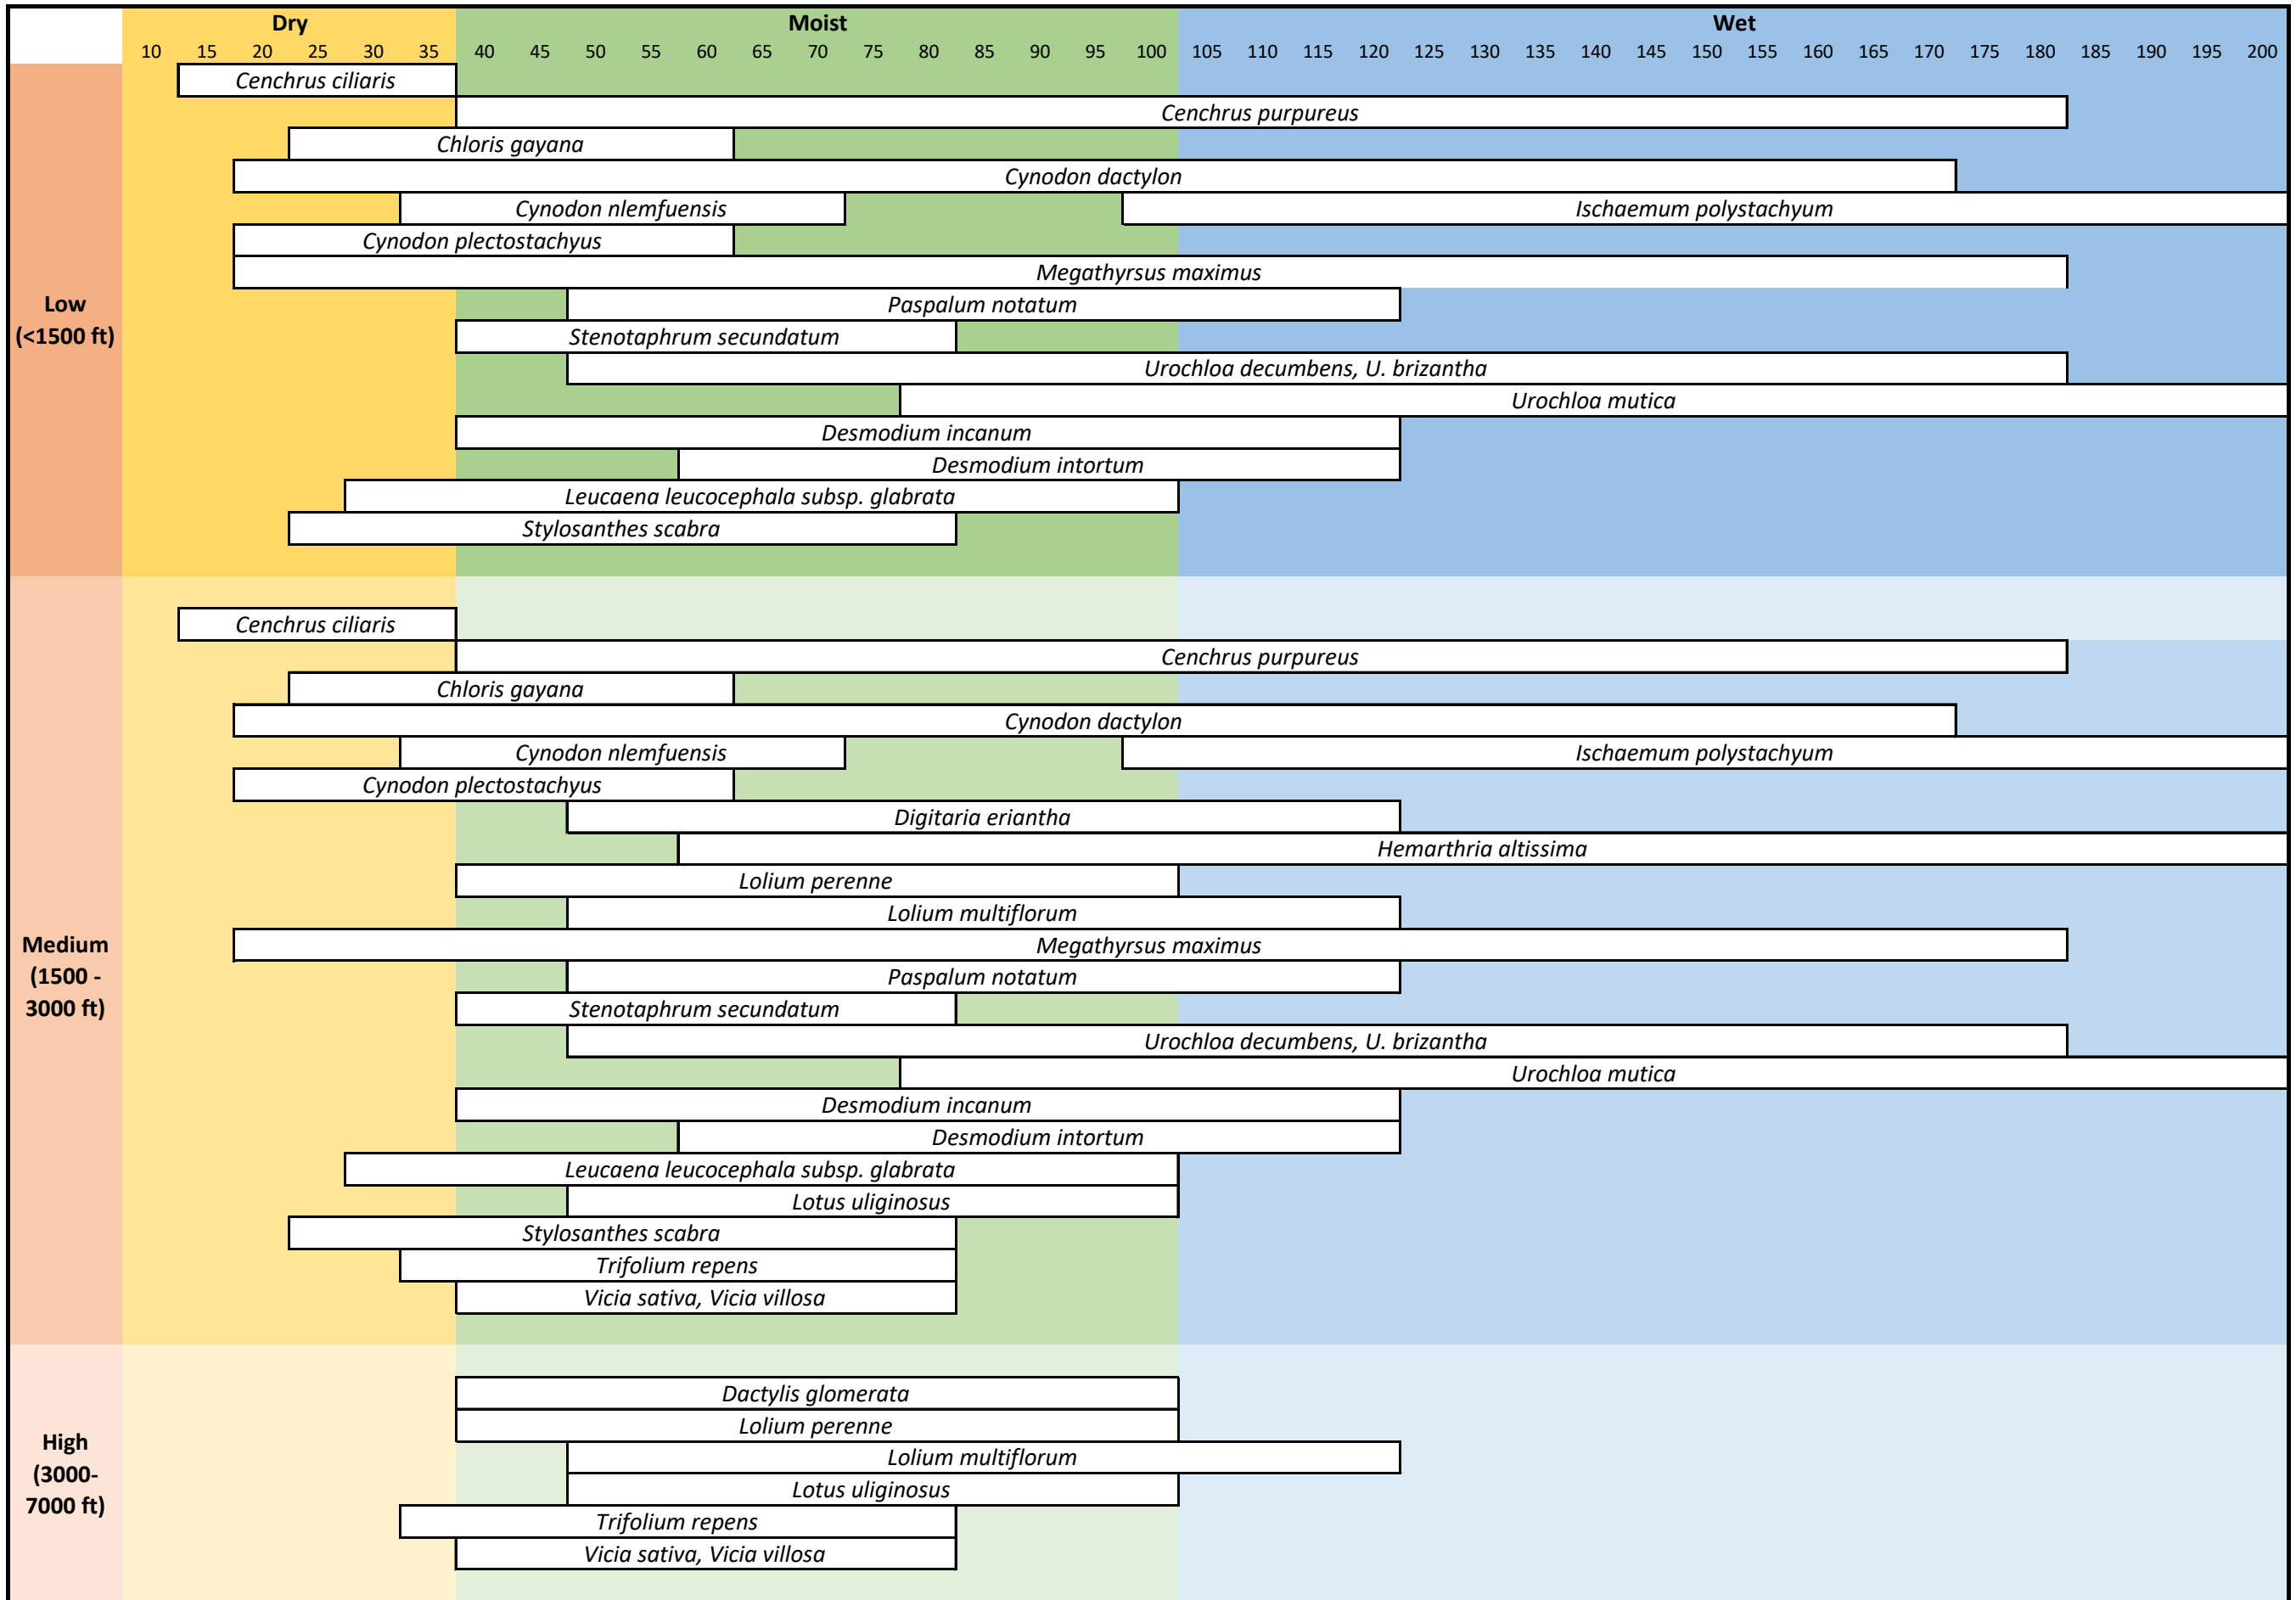 Dry Moist Wet
10 15 20 25 30 35 40 45 50 55 60 65 70 75 80 85 90 95 100 105 110 115 120 125 130 135 140 145 150 155 160 165 170 175 180 185 190 195 200
Cenchrus ciliaris
Cenchrus purpureus
Chloris gayana
Cynodon dactylon
Cynodon nlemfuensis Ischaemum polystachyum
Cynodon plectostachyus
Megathyrsus maximus
Low
Paspalum notatum
(<1500 ft)
Stenotaphrum secundatum
Urochloa decumbens, U. brizantha
Urochloa mutica
Desmodium incanum
Desmodium intortum
Leucaena leucocephala subsp. glabrata
Stylosanthes scabra
Cenchrus ciliaris
Cenchrus purpureus
Chloris gayana
Cynodon dactylon
Cynodon nlemfuensis Ischaemum polystachyum
Cynodon plectostachyus
Digitaria eriantha
Hemarthria altissima
Lolium perenne
Lolium multiflorum
Medium
Megathyrsus maximus
(1500 -
Paspalum notatum
3000 ft)
Stenotaphrum secundatum
Urochloa decumbens, U. brizantha
Urochloa mutica
Desmodium incanum
Desmodium intortum
Leucaena leucocephala subsp. glabrata
Lotus uliginosus
Stylosanthes scabra
Trifolium repens
Vicia sativa, Vicia villosa
Dactylis glomerata
Lolium perenne
High
Lolium multiflorum
(3000-
Lotus uliginosus
7000 ft)
Trifolium repens
Vicia sativa, Vicia villosa